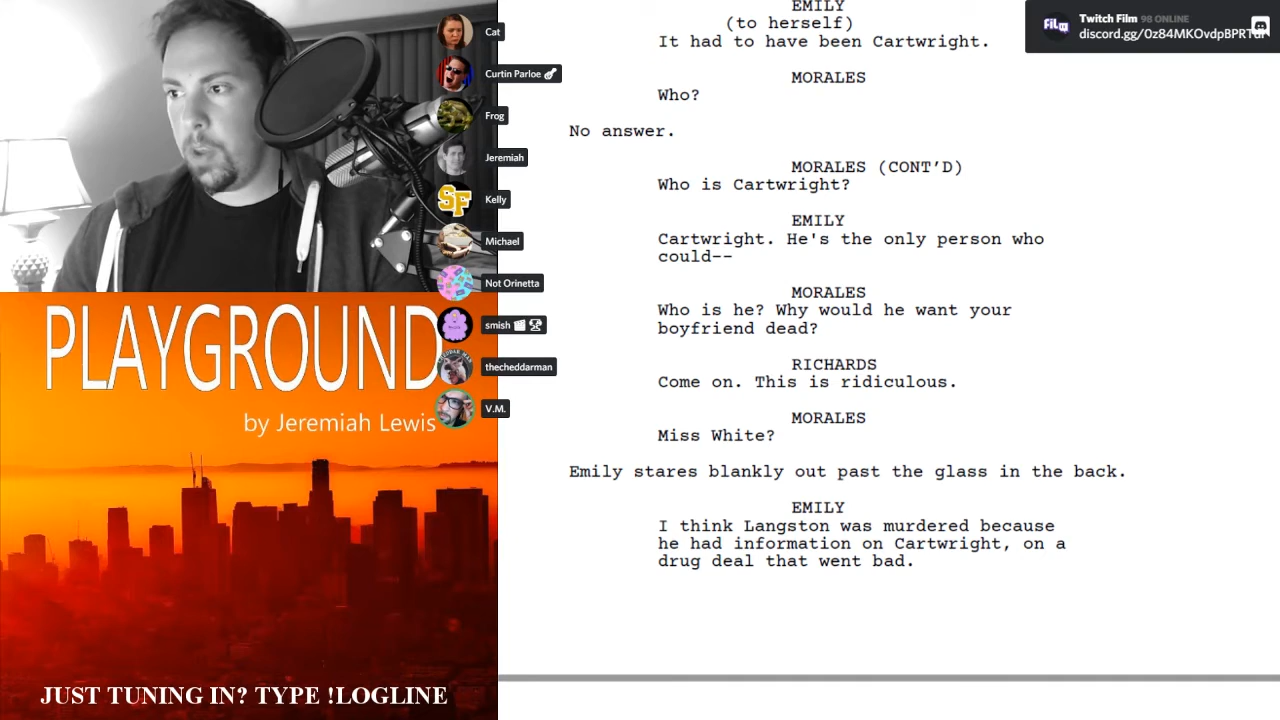 EMILY
(to herself)
It had to have been Cartwright.
MORALES
Who?
No answer.
MORALES (CONT'D)
Who is Cartwright?
EMILY
Cartwright. He's the only person who
could--
MORALES
Who is he? Why would he want your
boyfriend dead?
RICHARDS
Come on. This is ridiculous.
MORALES
Miss White?
Emily stares blankly out past the glass in the back.
EMILY
I think Langston was murdered because
he had information on Cartwright, on a
drug deal that went bad.
Twitch Film 98 ONLINE
Cat
Curtin Parloe
Frog
Jeremiah
Kelly
SF
Michael
Not Orinetta
smish
thecheddarman
V.M.
PLAYGROUND
by Jeremiah Lewis
JUST TUNING IN? TYPE !LOGLINE